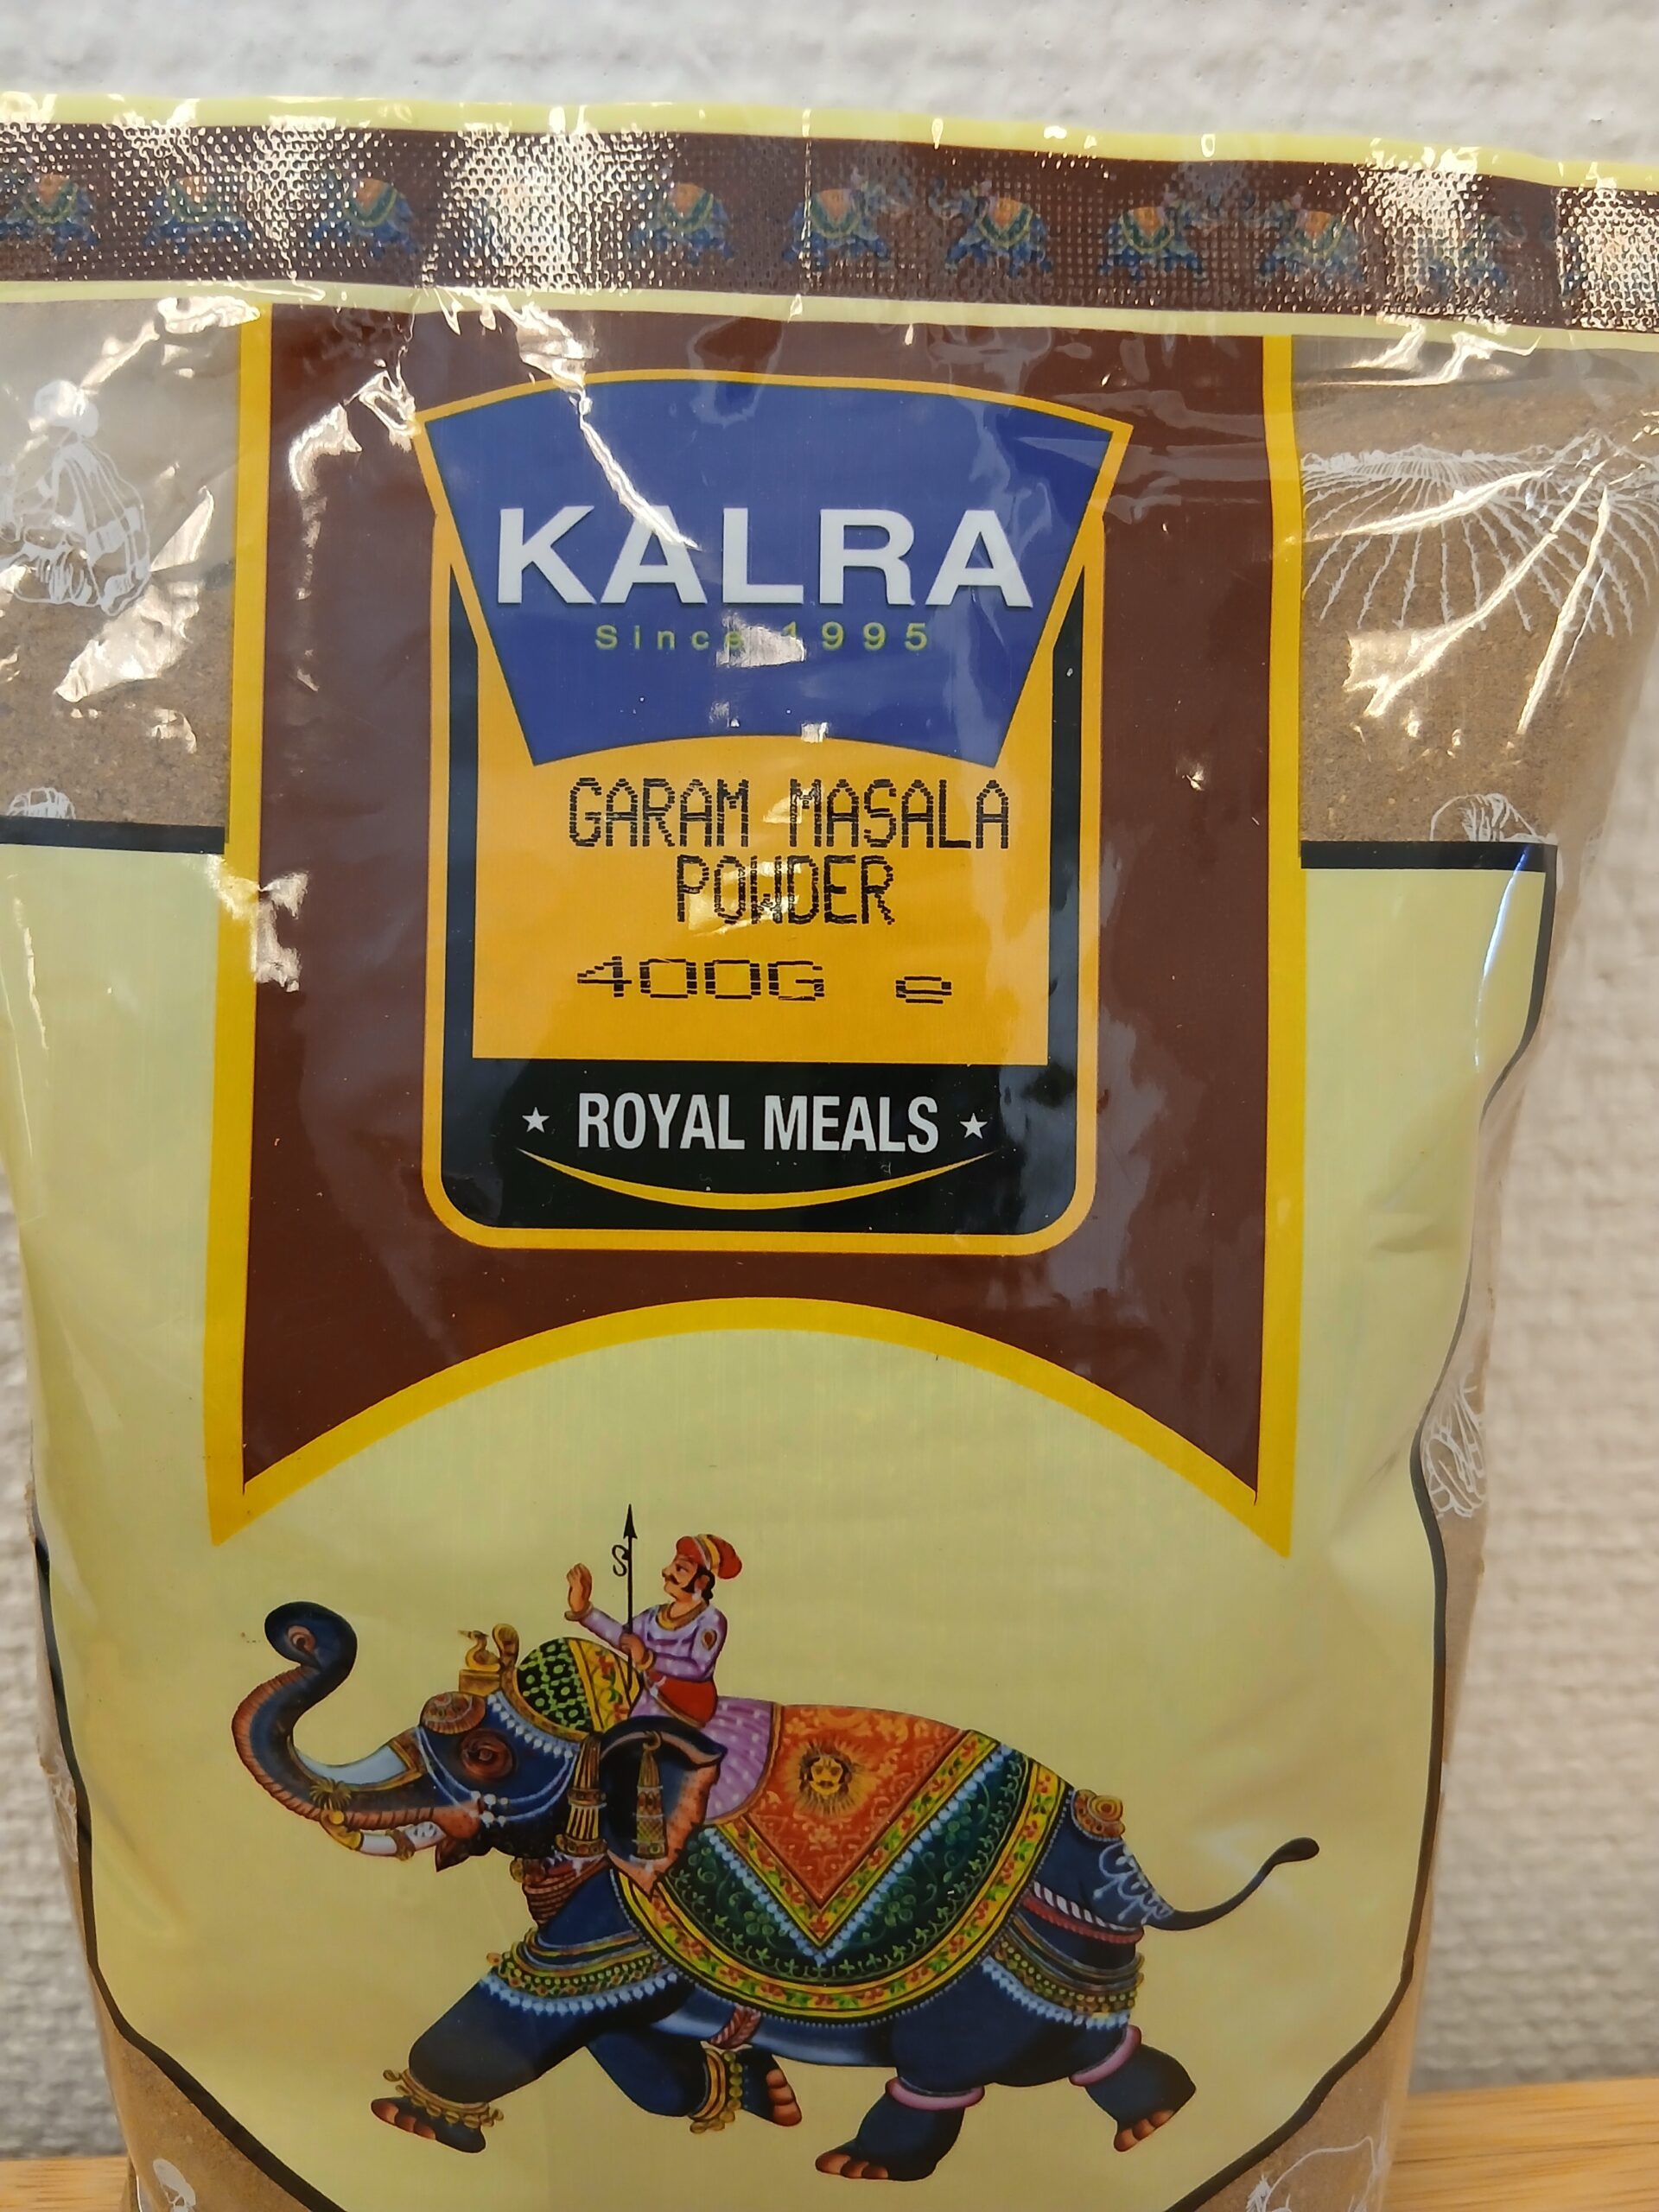 KALRA
Since 1995
GARAM MASALA
POWDER
400G e
ROYAL MEALS